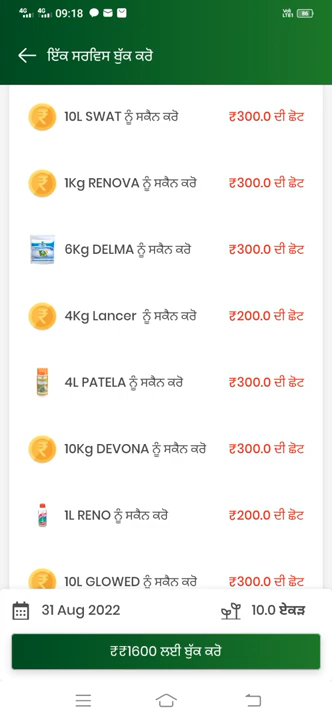 4G 4G 09:18 VoLTE1 86
ਇੱਕ ਸਰਵਿਸ ਬੁੱਕ ਕਰੋ
10L SWAT ਨੂੰ ਸਕੈਨ ਕਰੋ ₹300.0 ਦੀ ਛੋਟ
1Kg RENOVA ਨੂੰ ਸਕੈਨ ਕਰੋ ₹300.0 ਦੀ ਛੋਟ
6Kg DELMA ਨੂੰ ਸਕੈਨ ਕਰੋ ₹300.0 ਦੀ ਛੋਟ
4Kg Lancer ਨੂੰ ਸਕੈਨ ਕਰੋ ₹200.0 ਦੀ ਛੋਟ
4L PATELA ਨੂੰ ਸਕੈਨ ਕਰੋ ₹300.0 ਦੀ ਛੋਟ
10Kg DEVONA ਨੂੰ ਸਕੈਨ ਕਰੋ ₹300.0 ਦੀ ਛੋਟ
1L RENO ਨੂੰ ਸਕੈਨ ਕਰੋ ₹200.0 ਦੀ ਛੋਟ
10L GLOWED ਨੂੰ ਸਕੈਨ ਕਰੋ ₹300.0 ਦੀ ਛੋਟ
31 Aug 2022 10.0 ਏਕੜ
₹₹1600 ਲਈ ਬੁੱਕ ਕਰੋ